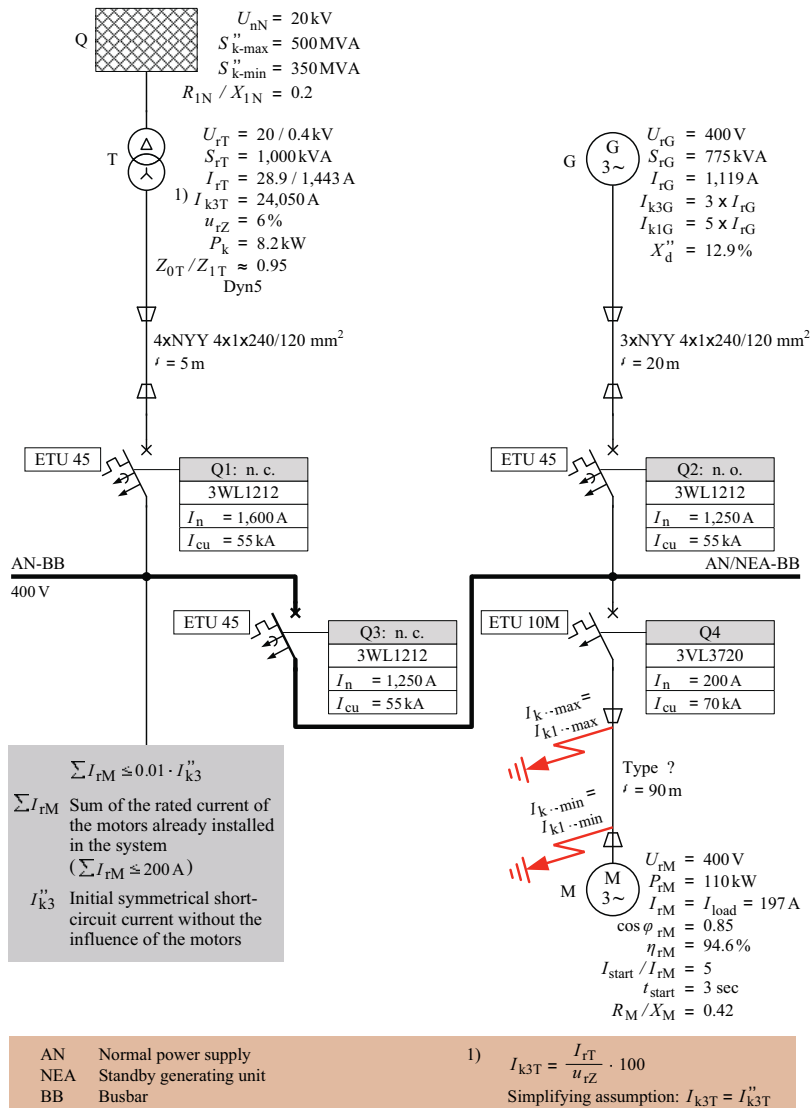 Q
U_nN = 20 kV
S''_k-max = 500 MVA
S''_k-min = 350 MVA
R_1N / X_1N = 0.2
T
U_rT = 20 / 0.4 kV
S_rT = 1,000 kVA
I_rT = 28.9 / 1,443 A
1) I_k3T = 24,050 A
u_rZ = 6 %
P_k = 8.2 kW
Z_0T / Z_1T ≈ 0.95
Dyn5
G
G
3~
U_rG = 400 V
S_rG = 775 kVA
I_rG = 1,119 A
I_k3G = 3 x I_rG
I_k1G = 5 x I_rG
X''_d = 12.9 %
4xNYY 4x1x240/120 mm²
ℓ = 5 m
3xNYY 4x1x240/120 mm²
ℓ = 20 m
ETU 45
Q1: n. c.
3WL1212
I_n = 1,600 A
I_cu = 55 kA
ETU 45
Q2: n. o.
3WL1212
I_n = 1,250 A
I_cu = 55 kA
AN-BB
400 V
AN/NEA-BB
ETU 45
Q3: n. c.
3WL1212
I_n = 1,250 A
I_cu = 55 kA
ETU 10M
Q4
3VL3720
I_n = 200 A
I_cu = 70 kA
I_k ··-max =
I_k1 ··-max
Type ?
ℓ = 90 m
I_k ··-min =
I_k1 ··-min
M
M
3~
U_rM = 400 V
P_rM = 110 kW
I_rM = I_load = 197 A
cos φ_rM = 0.85
η_rM = 94.6 %
I_start / I_rM = 5
t_start = 3 sec
R_M / X_M = 0.42
∑ I_rM ≤ 0.01 · I''_k3
∑ I_rM Sum of the rated current of
the motors already installed
in the system
( ∑ I_rM ≤ 200 A )
I''_k3 Initial symmetrical short-
circuit current without the
influence of the motors
AN Normal power supply
NEA Standby generating unit
BB Busbar
1) I_k3T = I_rT / u_rZ · 100
Simplifying assumption: I_k3T = I''_k3T